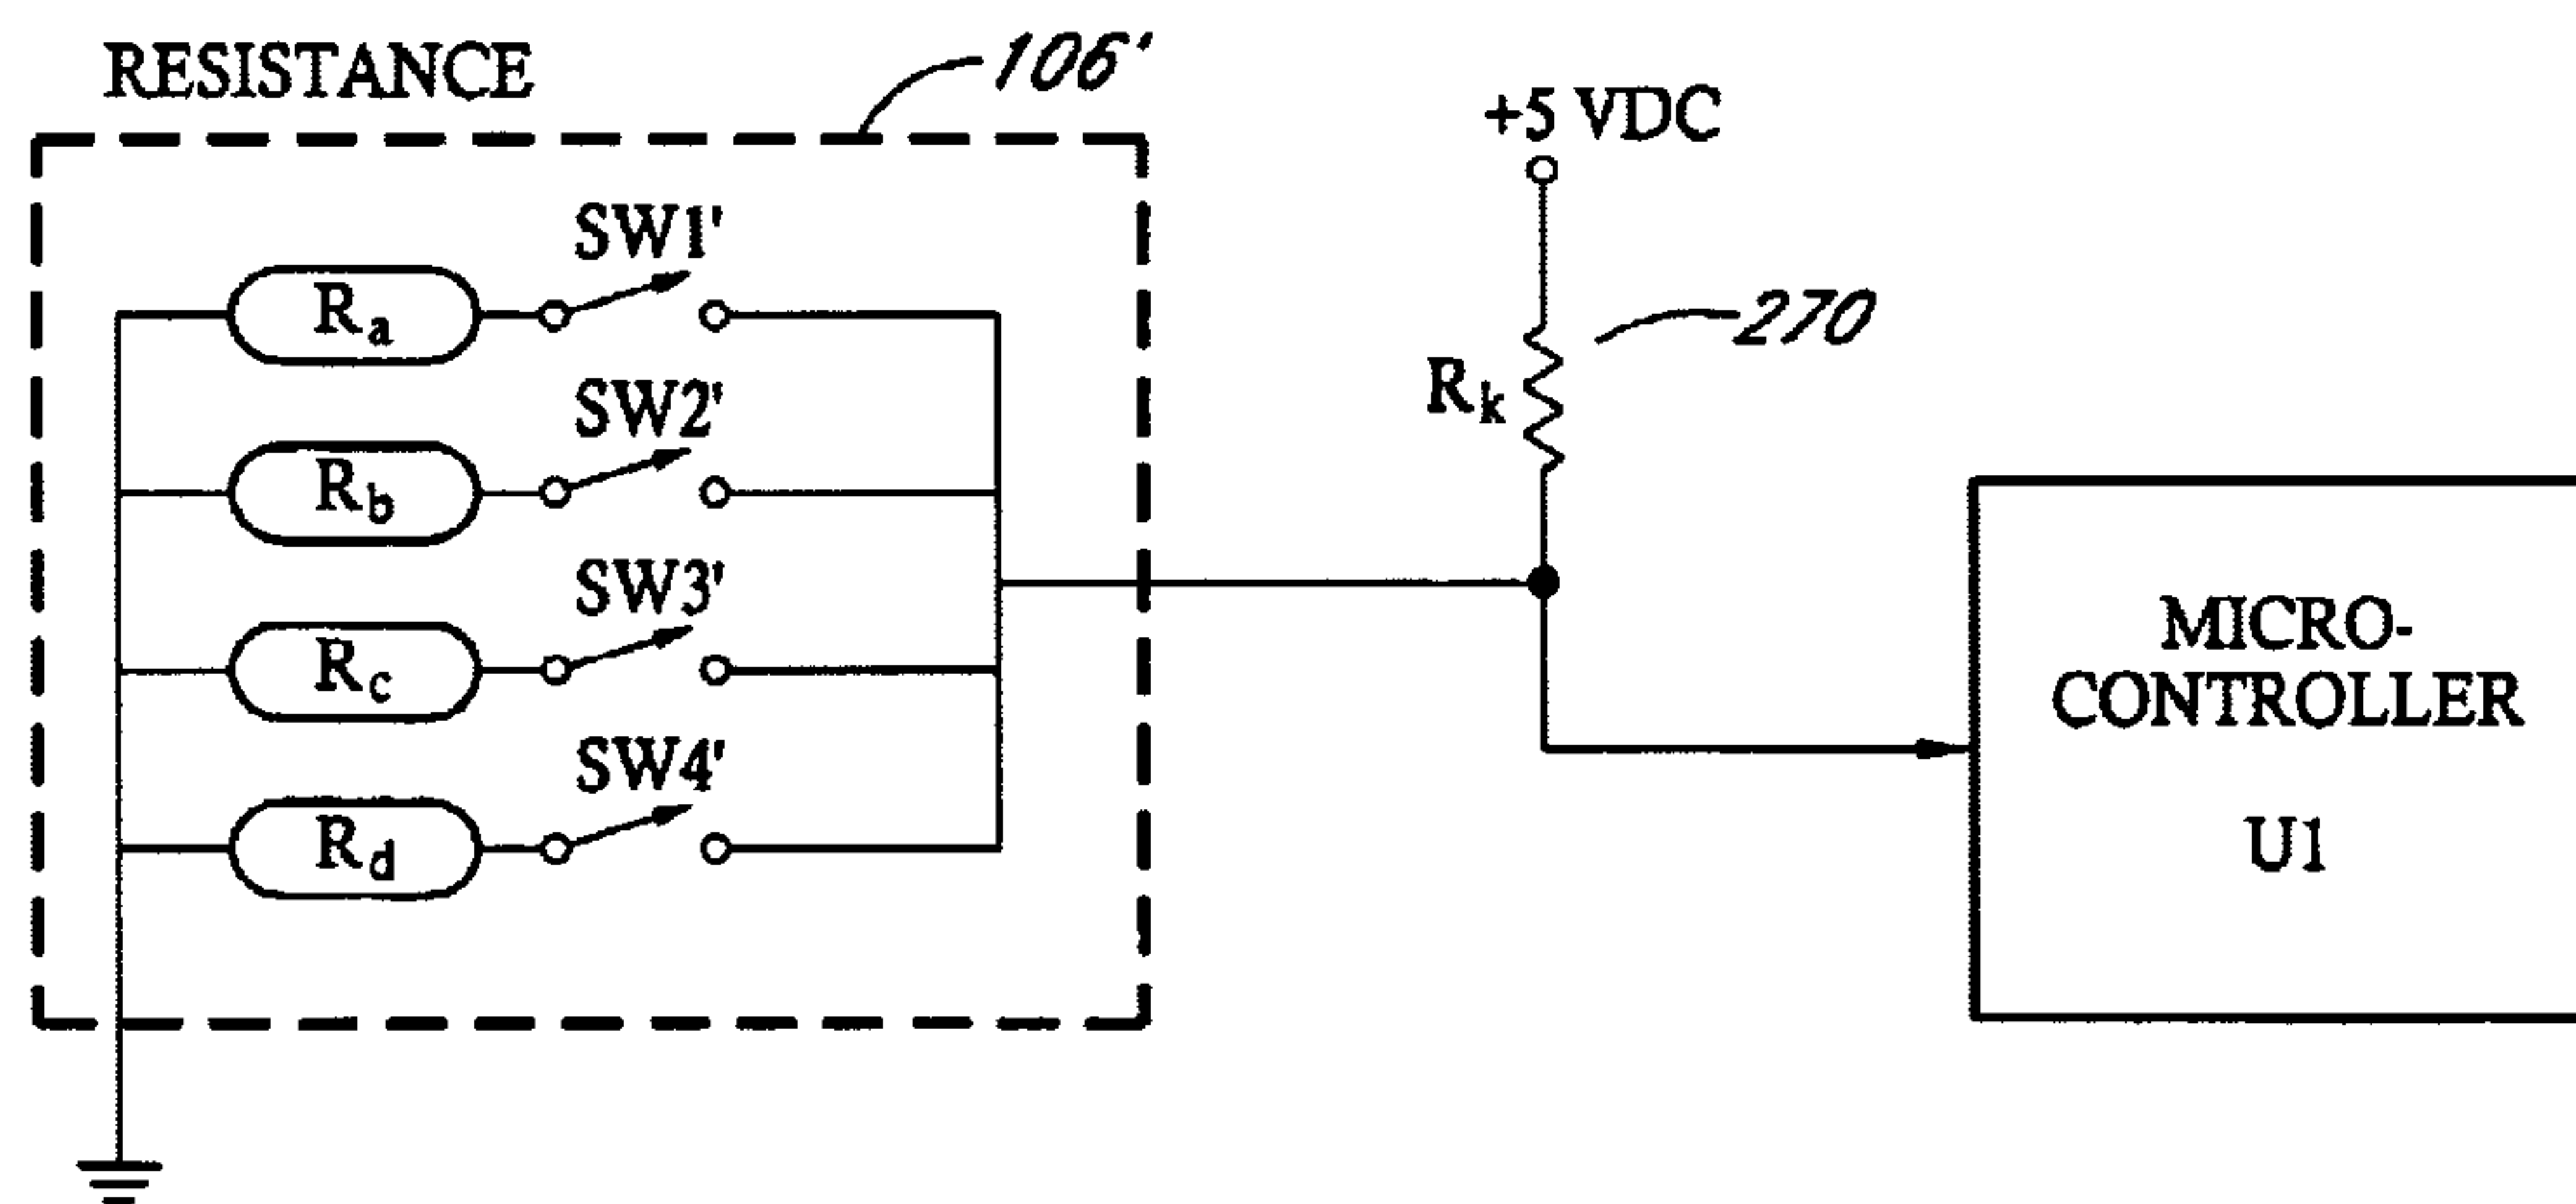 RESISTANCE
106'
+5 VDC
SW1'
Ra
270
Rk
SW2'
Rb
SW3'
Rc
MICRO-
CONTROLLER
SW4'
Rd
U1